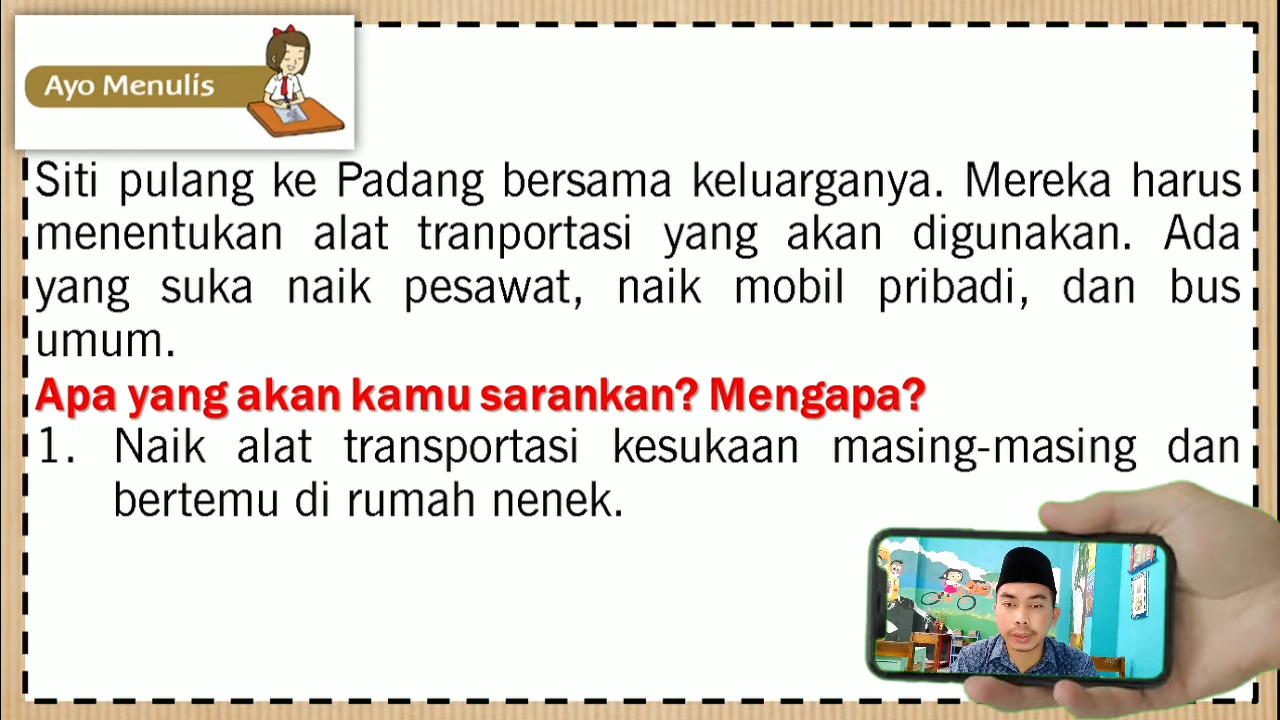 Ayo Menulis
Siti pulang ke Padang bersama keluarganya. Mereka harus
menentukan alat tranportasi yang akan digunakan. Ada
yang suka naik pesawat, naik mobil pribadi, dan bus
umum.
Apa yang akan kamu sarankan? Mengapa?
1. Naik alat transportasi kesukaan masing-masing dan
bertemu di rumah nenek.